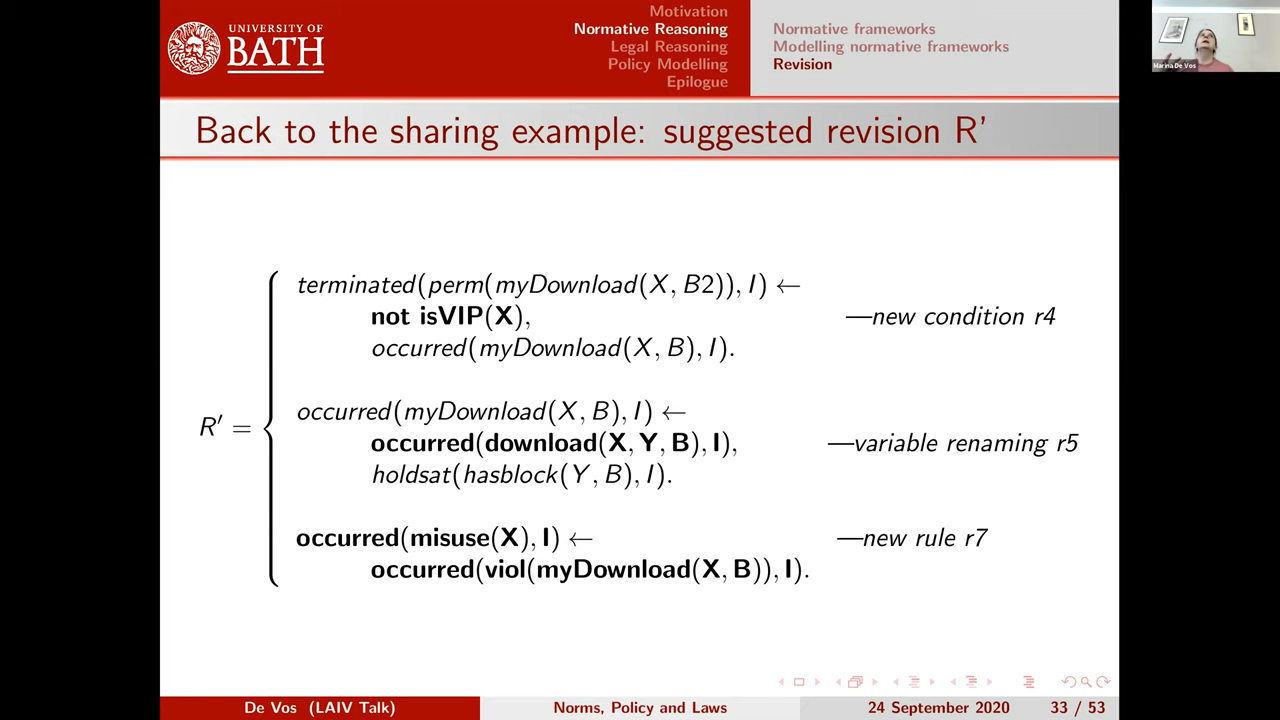 UNIVERSITY OF
BATH
Motivation
Normative Reasoning
Legal Reasoning
Policy Modelling
Epilogue
Normative frameworks
Modelling normative frameworks
Revision
Marina De Vos
Back to the sharing example: suggested revision R'
terminated(perm(myDownload(X, B2)), I) ←
not isVIP(X), —new condition r4
occurred(myDownload(X, B), I).
occurred(myDownload(X, B), I) ←
R′ = {
occurred(download(X, Y, B), I), —variable renaming r5
holdsat(hasblock(Y, B), I).
occurred(misuse(X), I) ← —new rule r7
occurred(viol(myDownload(X, B)), I).
De Vos (LAIV Talk) Norms, Policy and Laws 24 September 2020 33 / 53